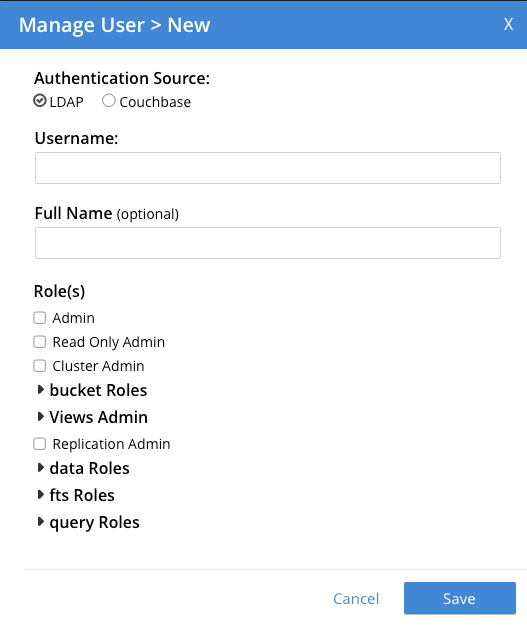 Manage User > New X
Authentication Source:
LDAP Couchbase
Username:
Full Name (optional)
Role(s)
Admin
Read Only Admin
Cluster Admin
bucket Roles
Views Admin
Replication Admin
data Roles
fts Roles
query Roles
Cancel Save